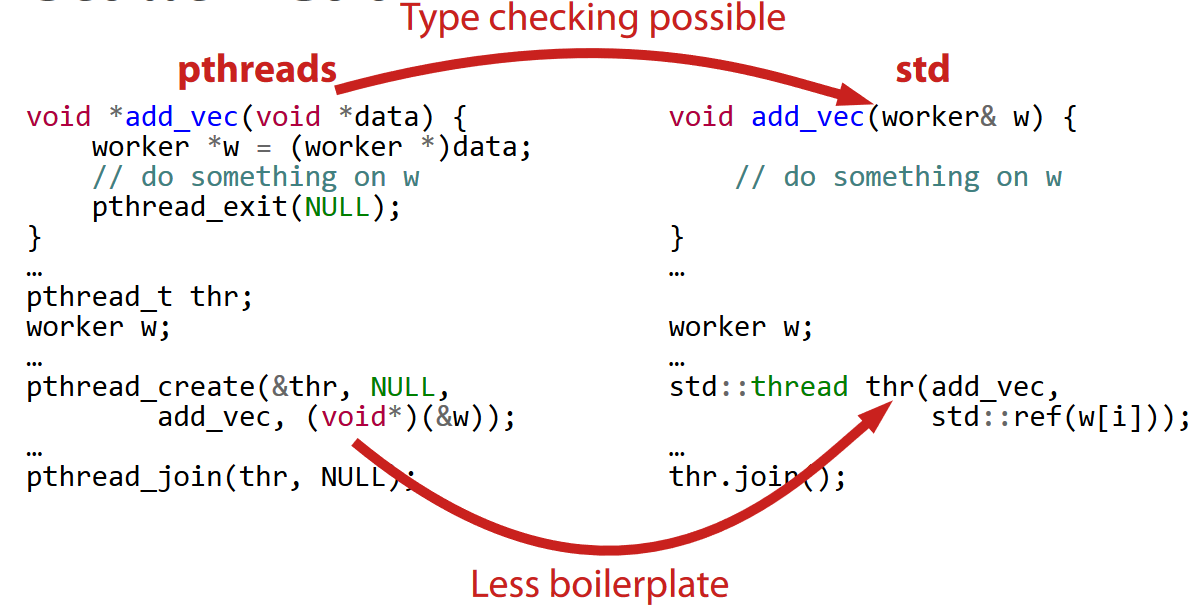 Type checking possible
pthreads
void *add_vec(void *data) {
    worker *w = (worker *)data;
    // do something on w
    pthread_exit(NULL);
}
…
pthread_t thr;
worker w;
…
pthread_create(&thr, NULL,
        add_vec, (void*)(&w));
…
pthread_join(thr, NULL);
std
void add_vec(worker& w) {
    // do something on w
}
…
worker w;
…
std::thread thr(add_vec,
                std::ref(w[i]));
…
thr.join();
Less boilerplate